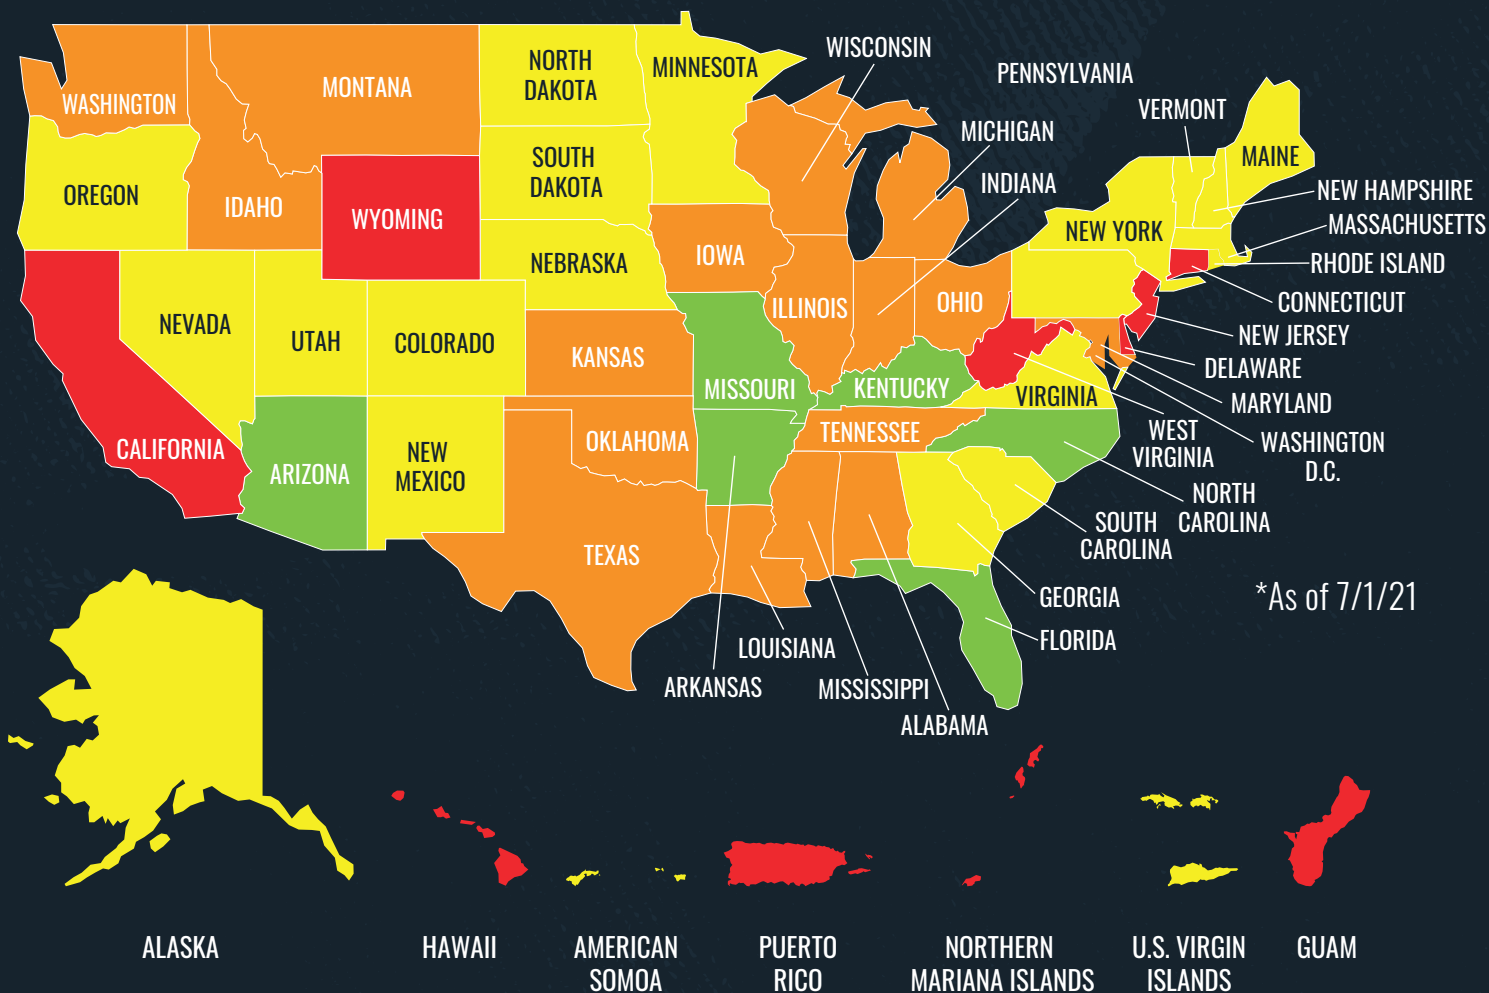 WISCONSIN
PENNSYLVANIA
NORTH
DAKOTA
MINNESOTA
MONTANA
WASHINGTON
VERMONT
MICHIGAN
MAINE
SOUTH
DAKOTA
INDIANA
NEW HAMPSHIRE
OREGON
IDAHO
WYOMING
MASSACHUSETTS
NEW YORK
IOWA
NEBRASKA
RHODE ISLAND
CONNECTICUT
ILLINOIS
OHIO
NEVADA
UTAH
COLORADO
NEW JERSEY
KANSAS
DELAWARE
MISSOURI
KENTUCKY
VIRGINIA
MARYLAND
CALIFORNIA
ARIZONA
NEW
MEXICO
OKLAHOMA
TENNESSEE
WEST
VIRGINIA
WASHINGTON
D.C.
NORTH
CAROLINA
SOUTH
CAROLINA
TEXAS
GEORGIA
*As of 7/1/21
LOUISIANA
FLORIDA
ARKANSAS
MISSISSIPPI
ALABAMA
ALASKA
HAWAII
AMERICAN
SOMOA
PUERTO
RICO
NORTHERN
MARIANA ISLANDS
U.S. VIRGIN
ISLANDS
GUAM